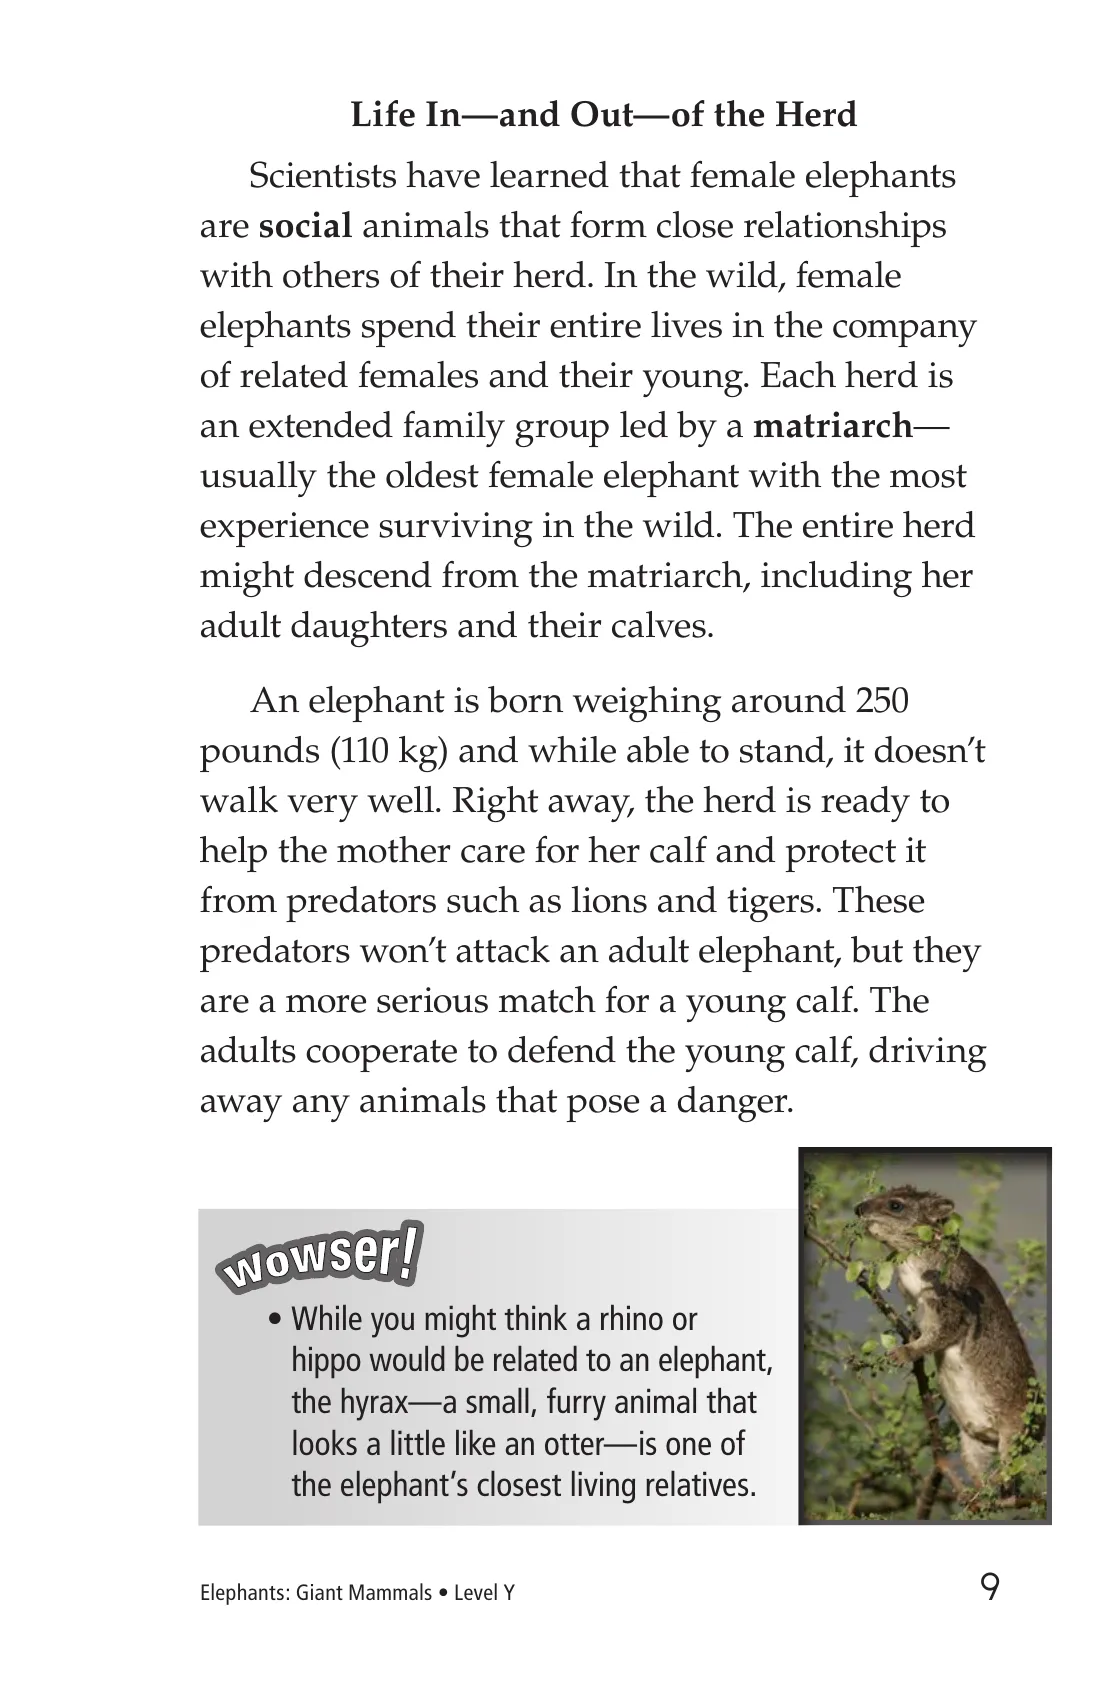 Life In—and Out—of the Herd
Scientists have learned that female elephants
are social animals that form close relationships
with others of their herd. In the wild, female
elephants spend their entire lives in the company
of related females and their young. Each herd is
an extended family group led by a matriarch—
usually the oldest female elephant with the most
experience surviving in the wild. The entire herd
might descend from the matriarch, including her
adult daughters and their calves.
An elephant is born weighing around 250
pounds (110 kg) and while able to stand, it doesn’t
walk very well. Right away, the herd is ready to
help the mother care for her calf and protect it
from predators such as lions and tigers. These
predators won’t attack an adult elephant, but they
are a more serious match for a young calf. The
adults cooperate to defend the young calf, driving
away any animals that pose a danger.
Wowser!
• While you might think a rhino or
hippo would be related to an elephant,
the hyrax—a small, furry animal that
looks a little like an otter—is one of
the elephant’s closest living relatives.
Elephants: Giant Mammals • Level Y
9